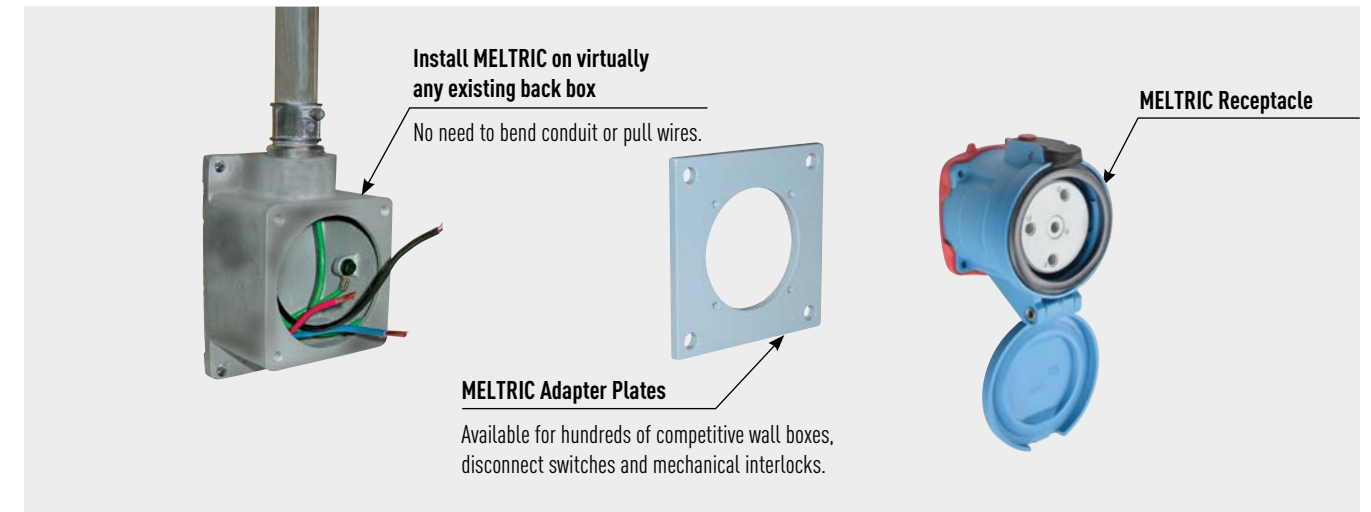 Install MELTRIC on virtually
any existing back box
No need to bend conduit or pull wires.
MELTRIC Receptacle
MELTRIC Adapter Plates
Available for hundreds of competitive wall boxes,
disconnect switches and mechanical interlocks.